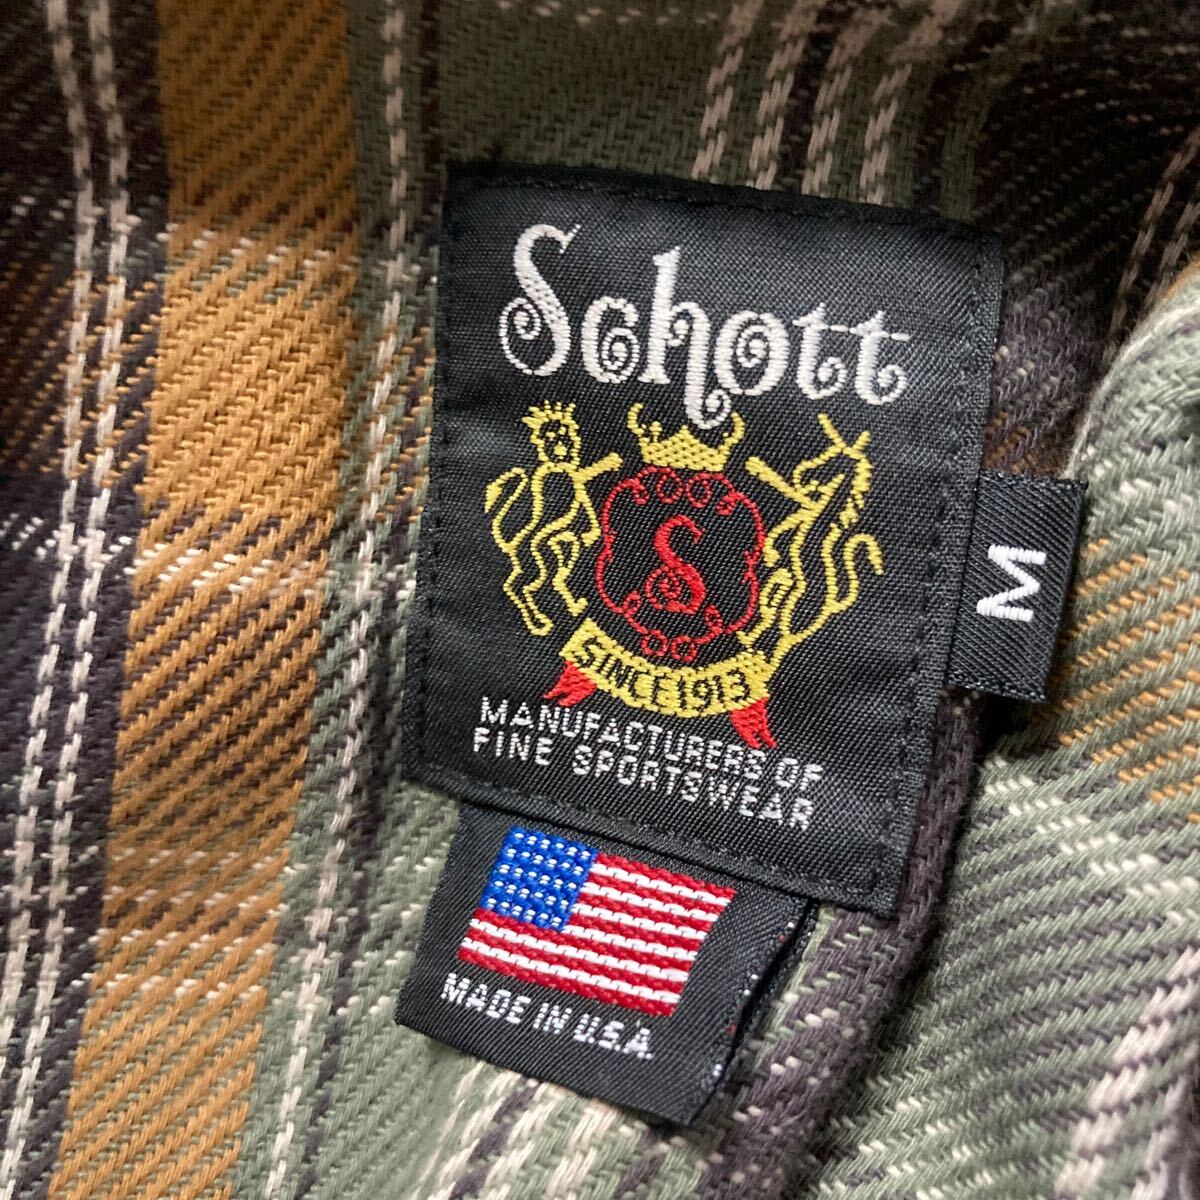 Schott
S
SINCE 1913
MANUFACTURERS OF
FINE SPORTSWEAR
M
MADE IN U.S.A.